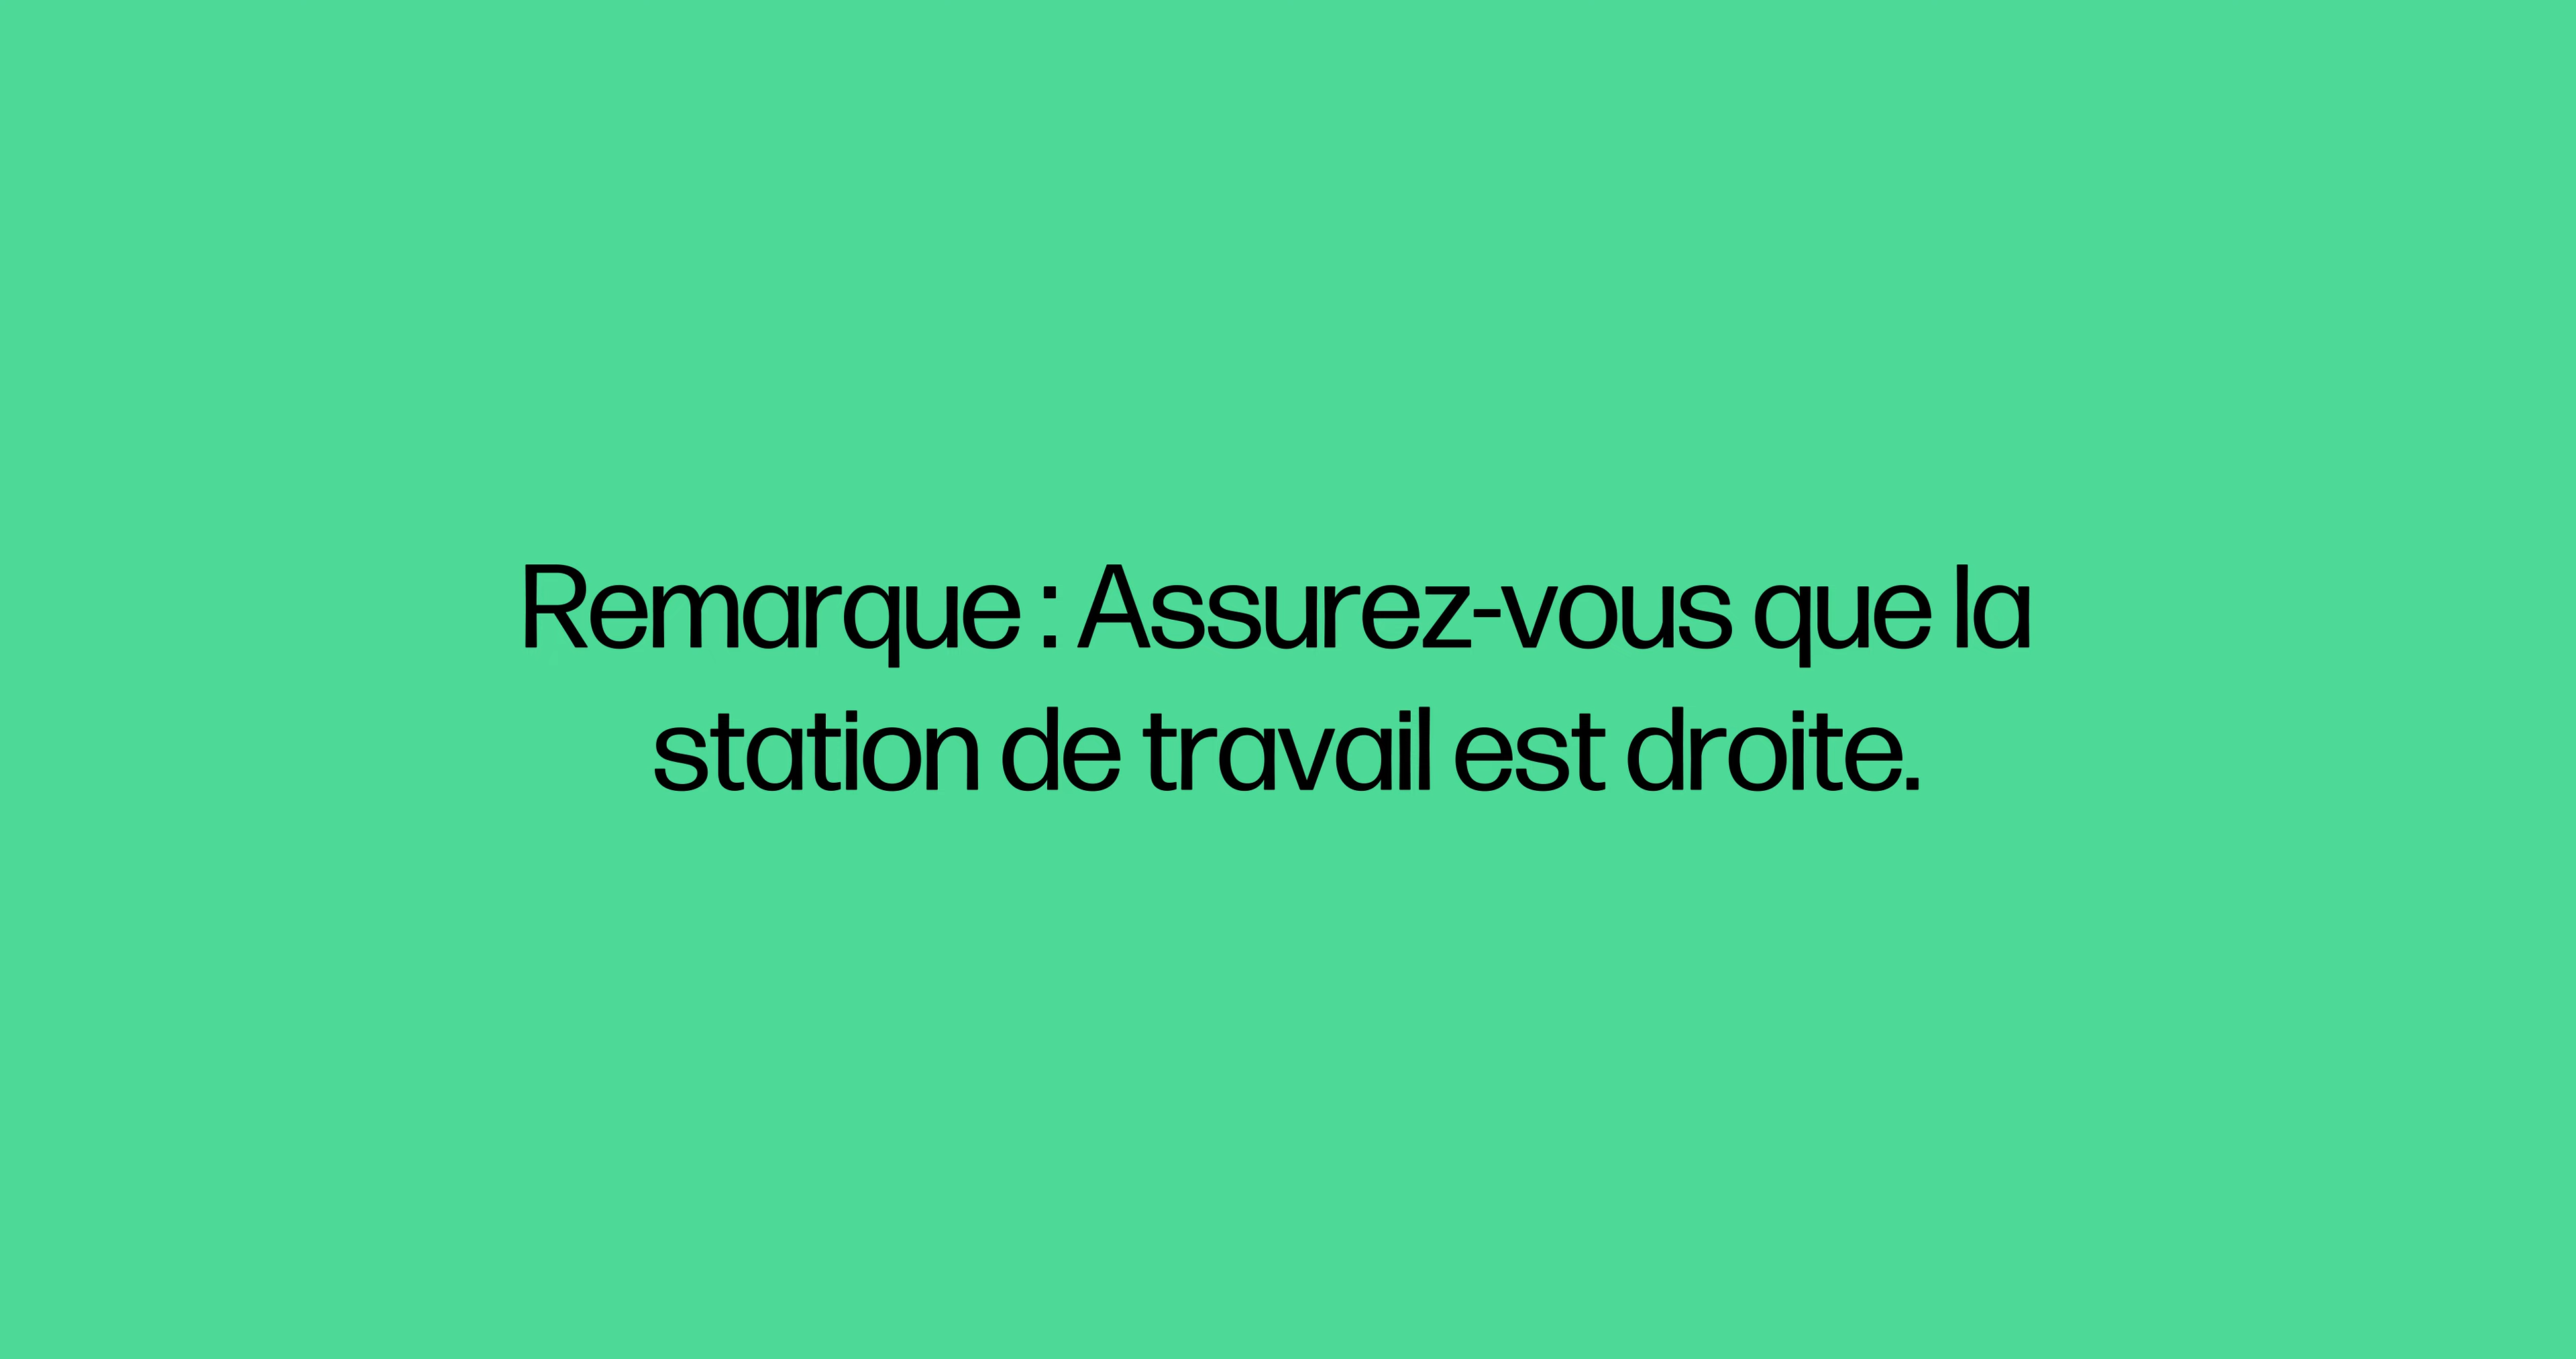 Remarque : Assurez-vous que la
station de travail est droite.